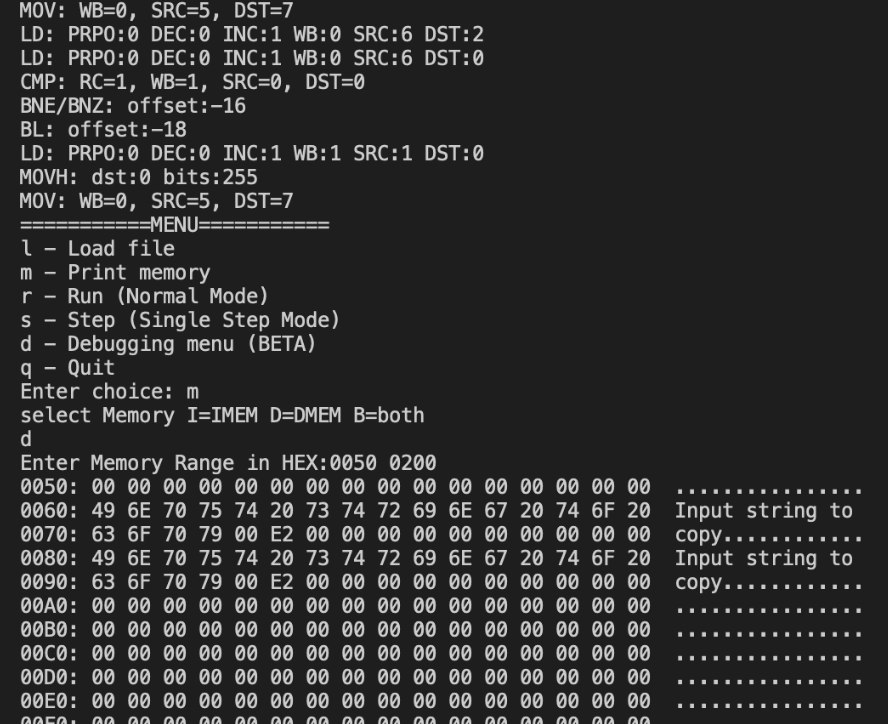 MOV: WB=0, SRC=5, DST=7
LD: PRPO:0 DEC:0 INC:1 WB:0 SRC:6 DST:2
LD: PRPO:0 DEC:0 INC:1 WB:0 SRC:6 DST:0
CMP: RC=1, WB=1, SRC=0, DST=0
BNE/BNZ: offset:-16
BL: offset:-18
LD: PRPO:0 DEC:0 INC:1 WB:1 SRC:1 DST:0
MOVH: dst:0 bits:255
MOV: WB=0, SRC=5, DST=7
===========MENU===========
l - Load file
m - Print memory
r - Run (Normal Mode)
s - Step (Single Step Mode)
d - Debugging menu (BETA)
q - Quit
Enter choice: m
select Memory I=IMEM D=DMEM B=both
d
Enter Memory Range in HEX:0050 0200
0050: 00 00 00 00 00 00 00 00 00 00 00 00 00 00 00 00  ................
0060: 49 6E 70 75 74 20 73 74 72 69 6E 67 20 74 6F 20  Input string to
0070: 63 6F 70 79 00 E2 00 00 00 00 00 00 00 00 00 00  copy............
0080: 49 6E 70 75 74 20 73 74 72 69 6E 67 20 74 6F 20  Input string to
0090: 63 6F 70 79 00 E2 00 00 00 00 00 00 00 00 00 00  copy............
00A0: 00 00 00 00 00 00 00 00 00 00 00 00 00 00 00 00  ................
00B0: 00 00 00 00 00 00 00 00 00 00 00 00 00 00 00 00  ................
00C0: 00 00 00 00 00 00 00 00 00 00 00 00 00 00 00 00  ................
00D0: 00 00 00 00 00 00 00 00 00 00 00 00 00 00 00 00  ................
00E0: 00 00 00 00 00 00 00 00 00 00 00 00 00 00 00 00  ................